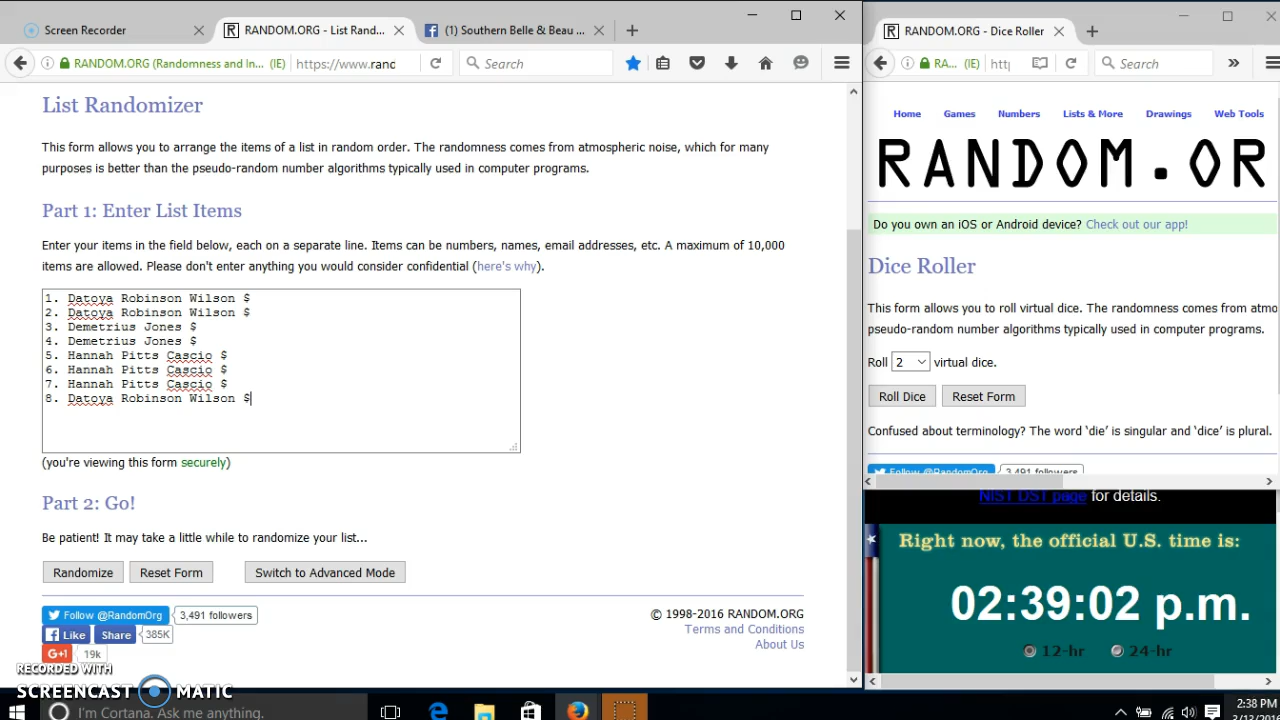 Screen Recorder
RANDOM.ORG - List Rand...
(1) Southern Belle & Beau ...
RANDOM.ORG (Randomness and In... (IE)
https://www.rand
Search
List Randomizer
This form allows you to arrange the items of a list in random order. The randomness comes from atmospheric noise, which for many
purposes is better than the pseudo-random number algorithms typically used in computer programs.
Part 1: Enter List Items
Enter your items in the field below, each on a separate line. Items can be numbers, names, email addresses, etc. A maximum of 10,000
items are allowed. Please don't enter anything you would consider confidential (here's why).
1. Datoya Robinson Wilson $
2. Datoya Robinson Wilson $
3. Demetrius Jones $
4. Demetrius Jones $
5. Hannah Pitts Cascio $
6. Hannah Pitts Cascio $
7. Hannah Pitts Cascio $
8. Datoya Robinson Wilson $
(you're viewing this form securely)
Part 2: Go!
Be patient! It may take a little while to randomize your list...
Randomize
Reset Form
Switch to Advanced Mode
Follow @RandomOrg
3,491 followers
Like
Share
385K
G+1
19k
© 1998-2016 RANDOM.ORG
Terms and Conditions
About Us
RECORDED WITH
SCREENCAST MATIC
I'm Cortana. Ask me anything.
RANDOM.ORG - Dice Roller
RA... (IE)
Search
Home
Games
Numbers
Lists & More
Drawings
Web Tools
RANDOM.OR
Do you own an iOS or Android device? Check out our app!
Dice Roller
This form allows you to roll virtual dice. The randomness comes from atmo
pseudo-random number algorithms typically used in computer programs.
Roll 2 virtual dice.
Roll Dice
Reset Form
Confused about terminology? The word ‘die’ is singular and ‘dice’ is plural.
Follow @RandomOrg
3,491 followers
NIST DST page for details.
Right now, the official U.S. time is:
02:39:02 p.m.
12-hr
24-hr
2:38 PM